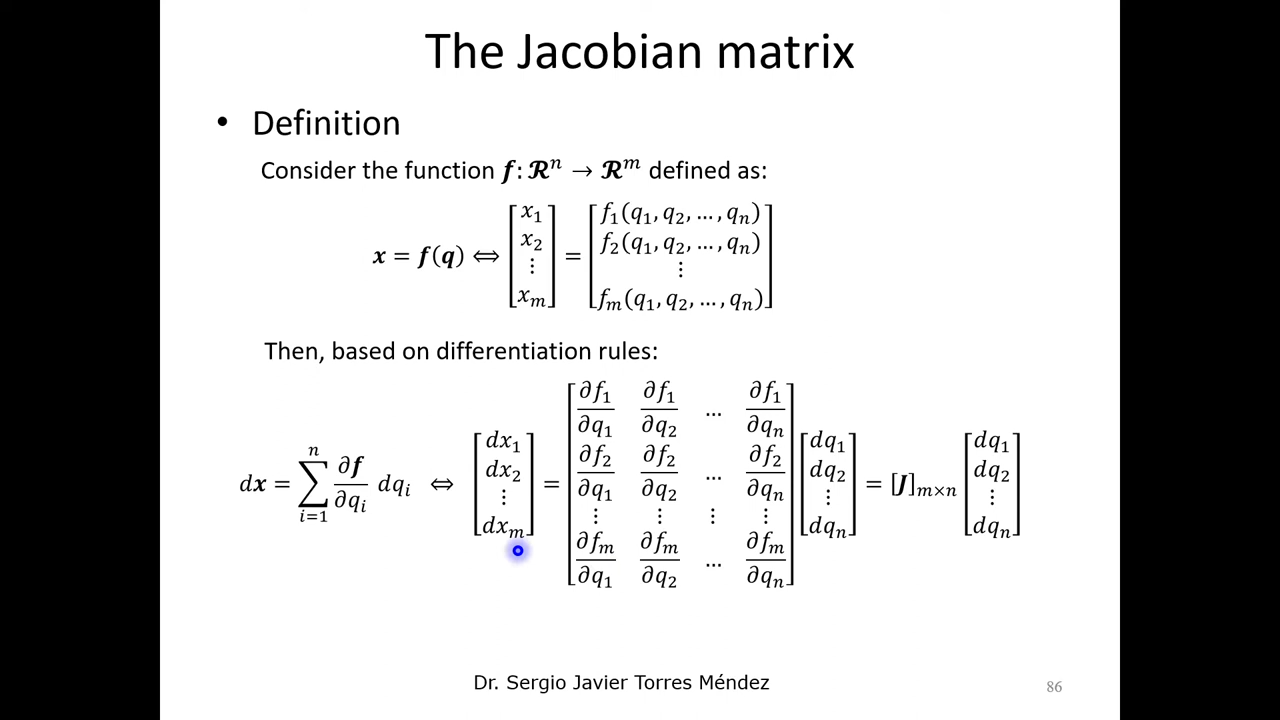 The Jacobian matrix
• Definition
Consider the function 𝒇: 𝓡ⁿ → 𝓡ᵐ defined as:
𝒙 = 𝒇(𝒒) ⇔ [x₁ x₂ ⋮ xₘ] = [f₁(q₁, q₂, …, qₙ) f₂(q₁, q₂, …, qₙ) ⋮ fₘ(q₁, q₂, …, qₙ)]
Then, based on differentiation rules:
d𝒙 = ∑ᵢ₌₁ⁿ ∂𝒇/∂qᵢ dqᵢ ⇔ [dx₁ dx₂ ⋮ dxₘ] = [∂f₁/∂q₁ ∂f₁/∂q₂ … ∂f₁/∂qₙ ∂f₂/∂q₁ ∂f₂/∂q₂ … ∂f₂/∂qₙ ⋮ ⋮ ⋮ ⋮ ∂fₘ/∂q₁ ∂fₘ/∂q₂ … ∂fₘ/∂qₙ] [dq₁ dq₂ ⋮ dqₙ] = [𝑱]ₘ×ₙ [dq₁ dq₂ ⋮ dqₙ]
Dr. Sergio Javier Torres Méndez
86